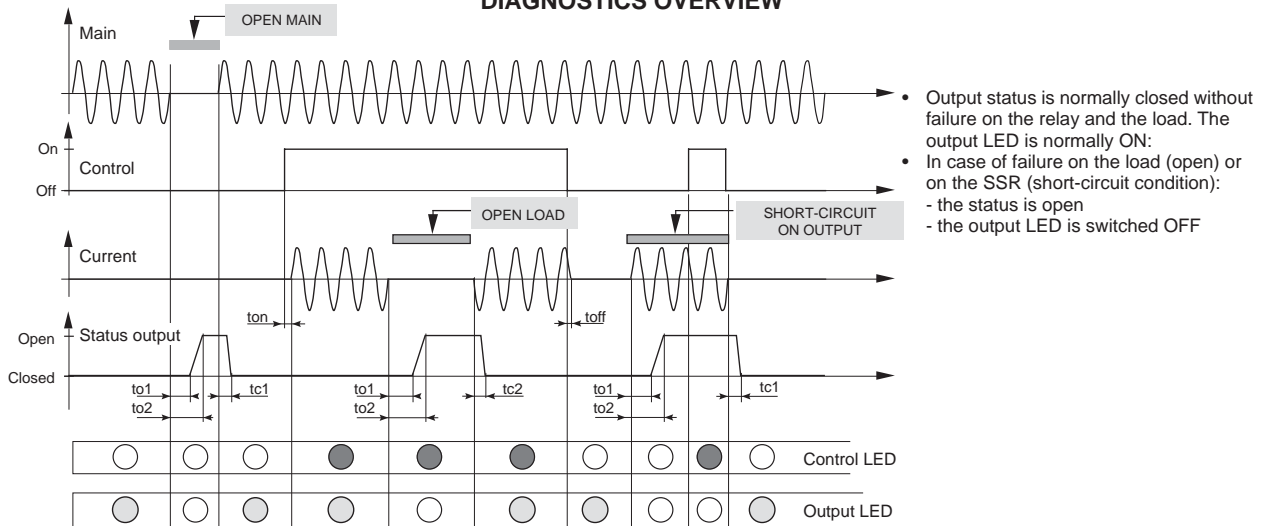 DIAGNOSTICS OVERVIEW
OPEN MAIN
Main
On
Control
Off
OPEN LOAD
SHORT-CIRCUIT
ON OUTPUT
Current
ton
toff
Open
Status output
Closed
to1
tc1
to1
tc2
to1
tc1
to2
to2
to2
Control LED
Output LED
• Output status is normally closed without
failure on the relay and the load. The
output LED is normally ON:
• In case of failure on the load (open) or
on the SSR (short-circuit condition):
- the status is open
- the output LED is switched OFF